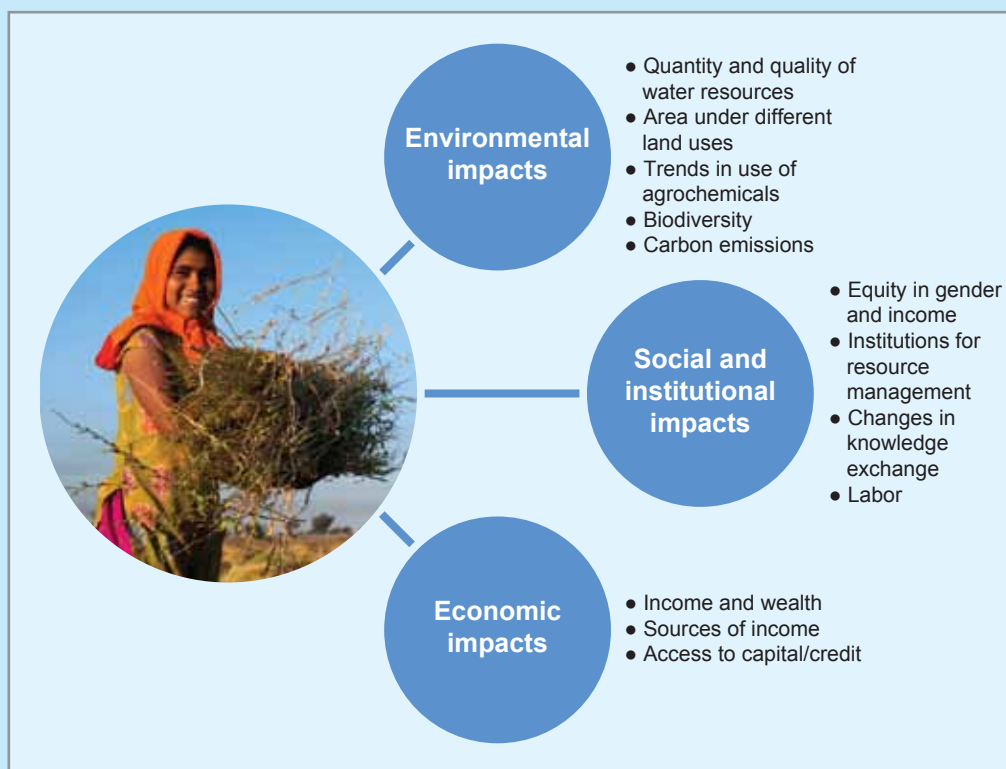 Environmental
impacts
● Quantity and quality of
water resources
● Area under different
land uses
● Trends in use of
agrochemicals
● Biodiversity
● Carbon emissions
Social and
institutional
impacts
● Equity in gender
and income
● Institutions for
resource
management
● Changes in
knowledge
exchange
● Labor
Economic
impacts
● Income and wealth
● Sources of income
● Access to capital/credit